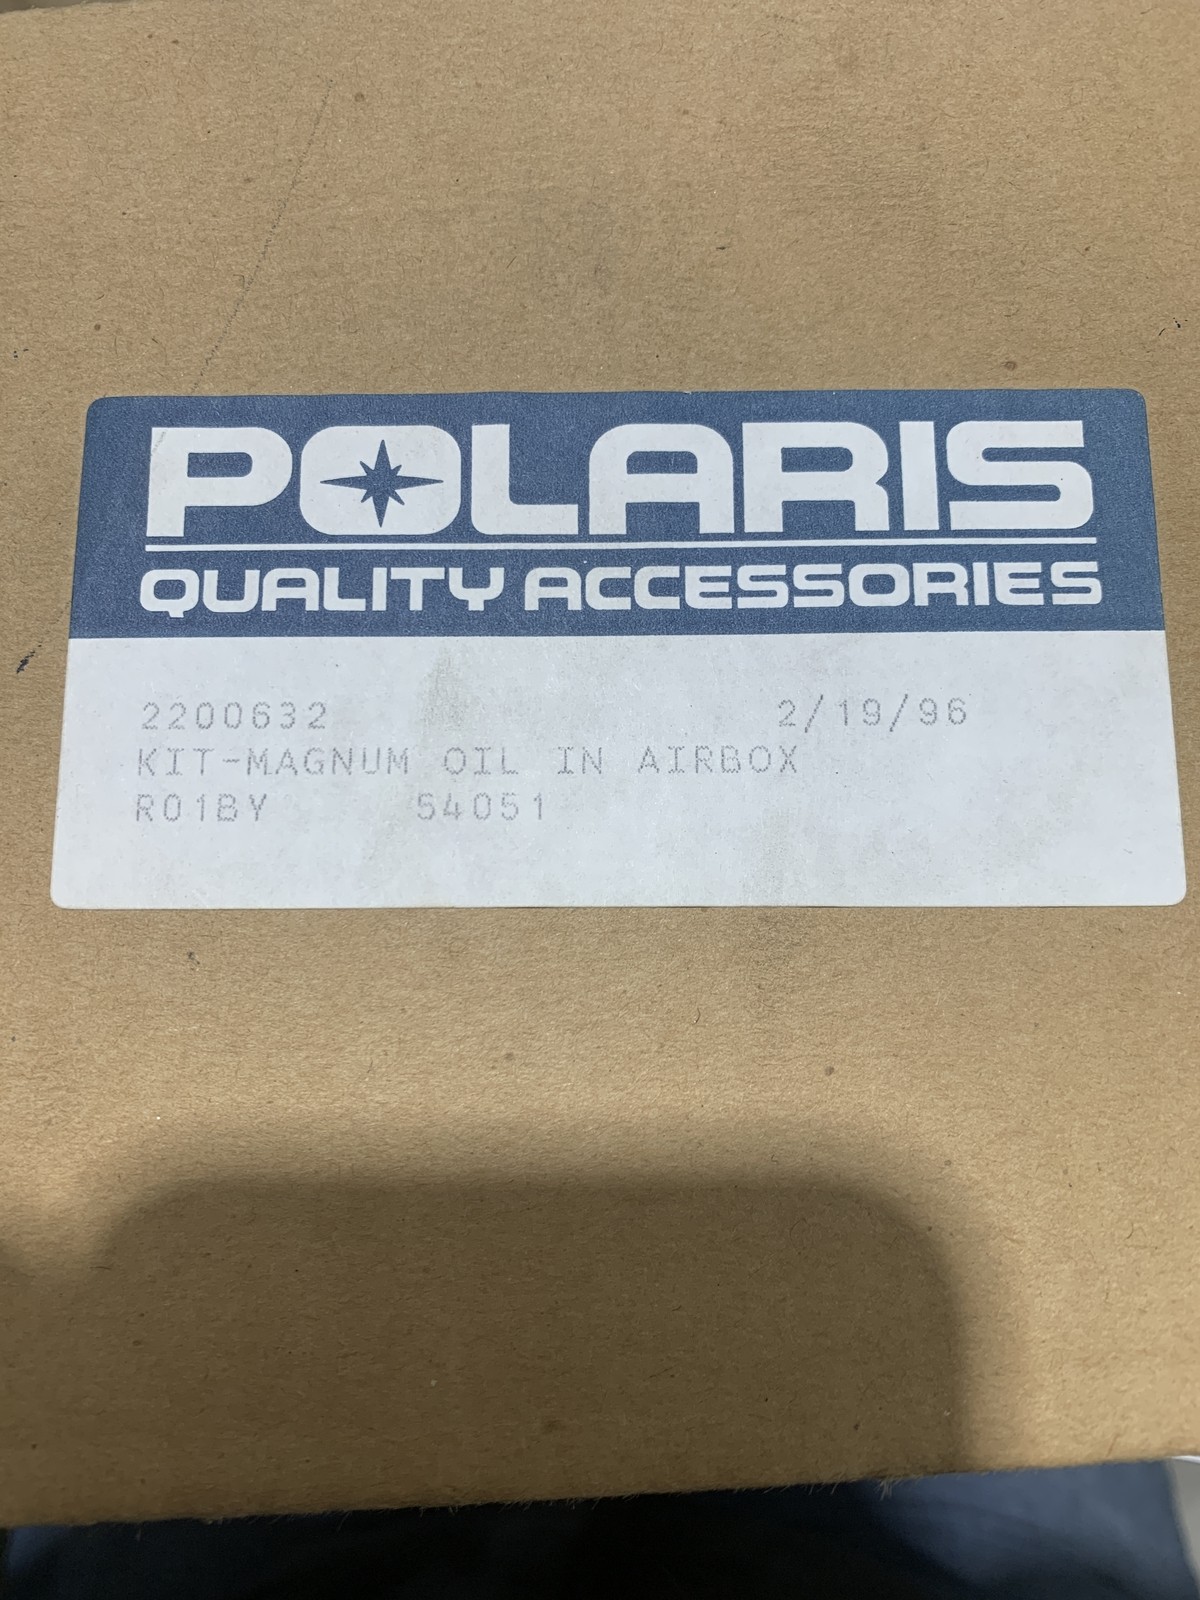 POLARIS
QUALITY ACCESSORIES
2200632 2/19/96
KIT-MAGNUM OIL IN AIRBOX
R01BY 54051